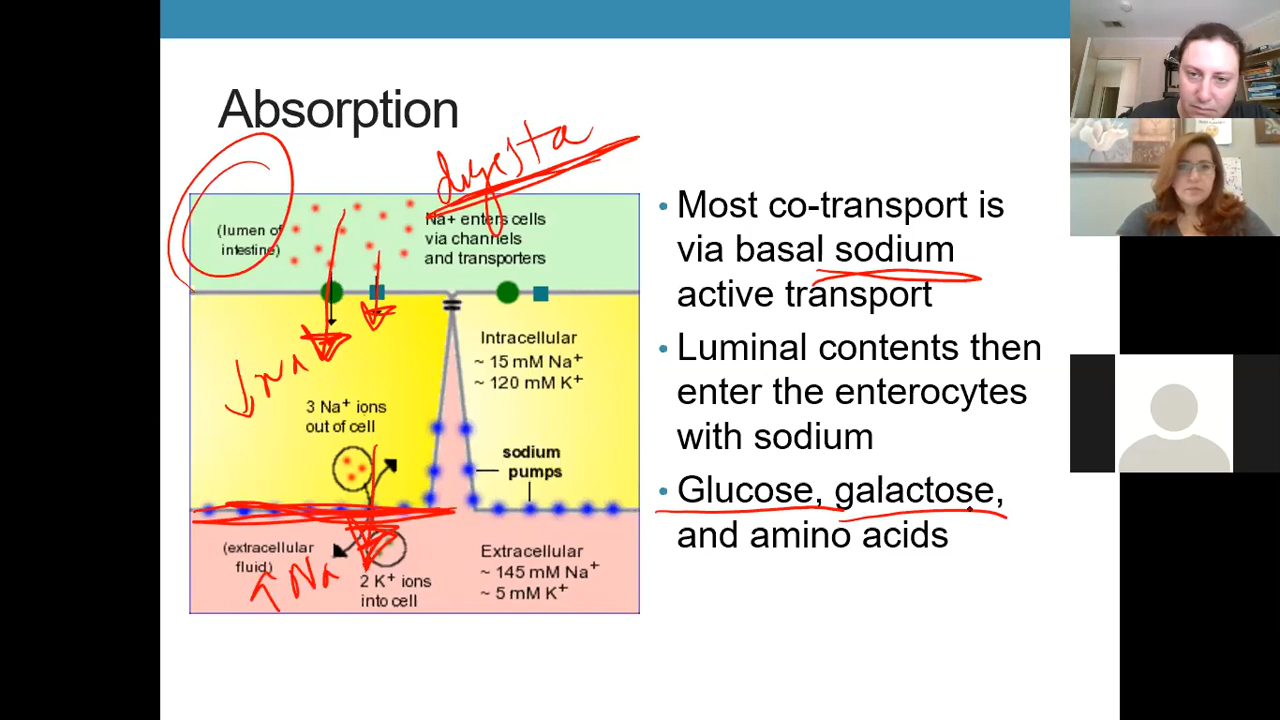 Absorption
digesta
(lumen of
intestine)
Na+ enters cells
via channels
and transporters
↓Na
Intracellular
~ 15 mM Na+
~ 120 mM K+
3 Na+ ions
out of cell
sodium
pumps
(extracellular
fluid)
↑Na
2 K+ ions
into cell
Extracellular
~ 145 mM Na+
~ 5 mM K+
• Most co-transport is
via basal sodium
active transport
• Luminal contents then
enter the enterocytes
with sodium
• Glucose, galactose,
and amino acids